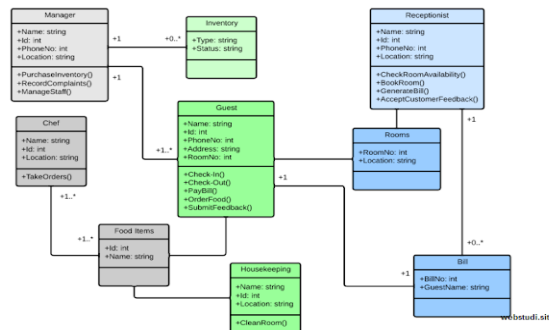 Manager
+Name: string
+Id: int
+PhoneNo: int
+Location: string
+PurchaseInventory()
+RecordComplaints()
+ManageStaff()
+1
+0..*
+1
Inventory
+Type: string
+Status: string
Receptionist
+Name: string
+Id: int
+PhoneNo: int
+Location: string
+CheckRoomAvailability()
+BookRoom()
+GenerateBill()
+AcceptCustomerFeedback()
+1
Chef
+Name: string
+Id: int
+Location: string
+TakeOrders()
+1..*
+1..*
+1..*
Guest
+Name: string
+Id: int
+PhoneNo: int
+Address: string
+RoomNo: int
+Check-In()
+Check-Out()
+PayBill()
+OrderFood()
+SubmitFeedback()
+1
Rooms
+RoomNo: int
+Location: string
Food Items
+Id: int
+Name: string
Housekeeping
+Name: string
+Id: int
+Location: string
+CleanRoom()
+0..*
+1
Bill
+BillNo: int
+GuestName: string
webstudi.sit